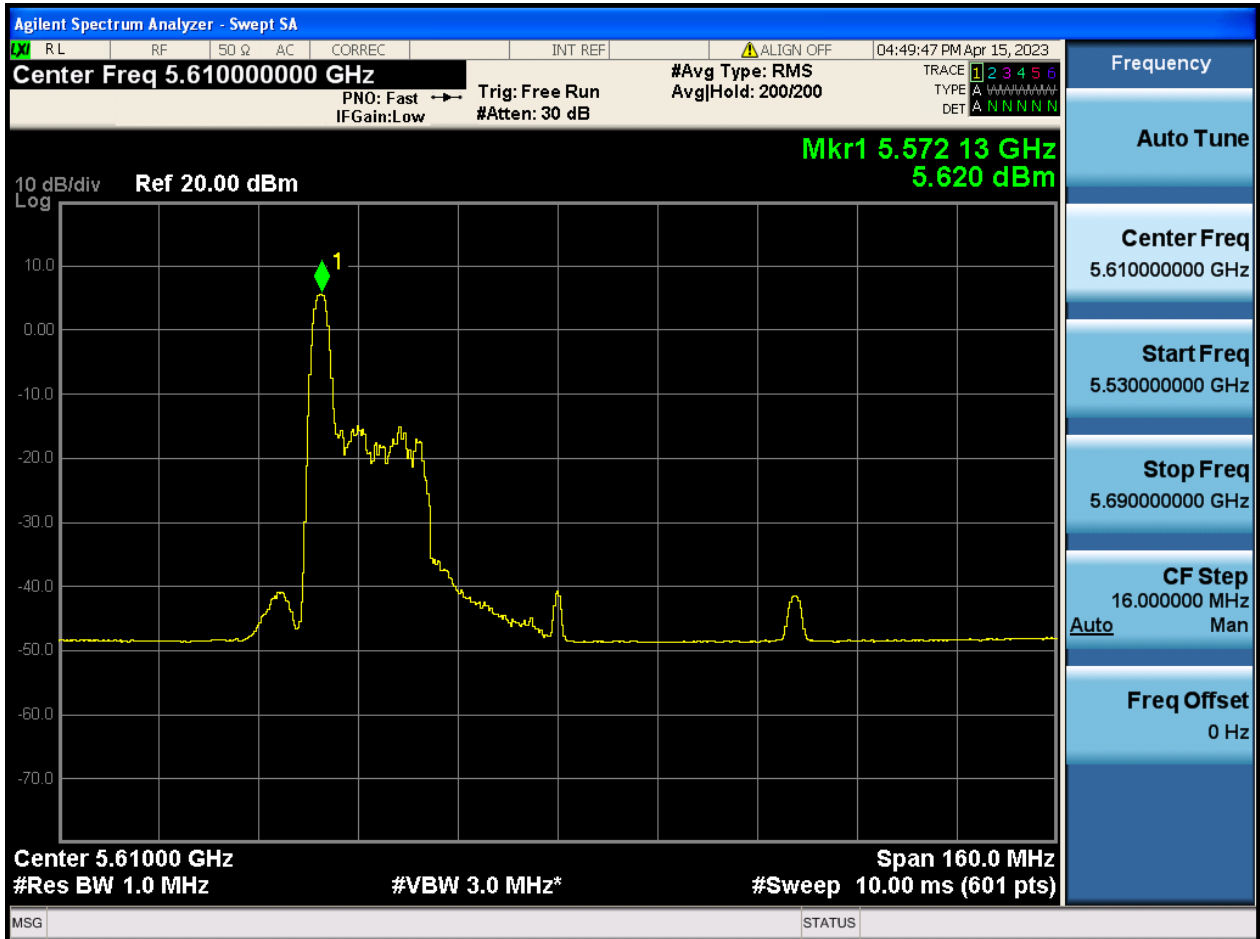 Agilent Spectrum Analyzer - Swept SA
LXI RL RF 50 Ω AC CORREC INT REF ALIGN OFF 04:49:47 PM Apr 15, 2023
Center Freq 5.610000000 GHz
PNO: Fast
IFGain:Low
Trig: Free Run
#Atten: 30 dB
#Avg Type: RMS
Avg|Hold: 200/200
TRACE 1 2 3 4 5 6
TYPE A WWWWW
DET A N N N N N
Mkr1 5.572 13 GHz
5.620 dBm
10 dB/div Ref 20.00 dBm
Log
1
10.0
0.00
-10.0
-20.0
-30.0
-40.0
-50.0
-60.0
-70.0
Center 5.61000 GHz Span 160.0 MHz
#Res BW 1.0 MHz #VBW 3.0 MHz* #Sweep 10.00 ms (601 pts)
MSG STATUS
Frequency
Auto Tune
Center Freq
5.610000000 GHz
Start Freq
5.530000000 GHz
Stop Freq
5.690000000 GHz
CF Step
16.000000 MHz
Auto Man
Freq Offset
0 Hz